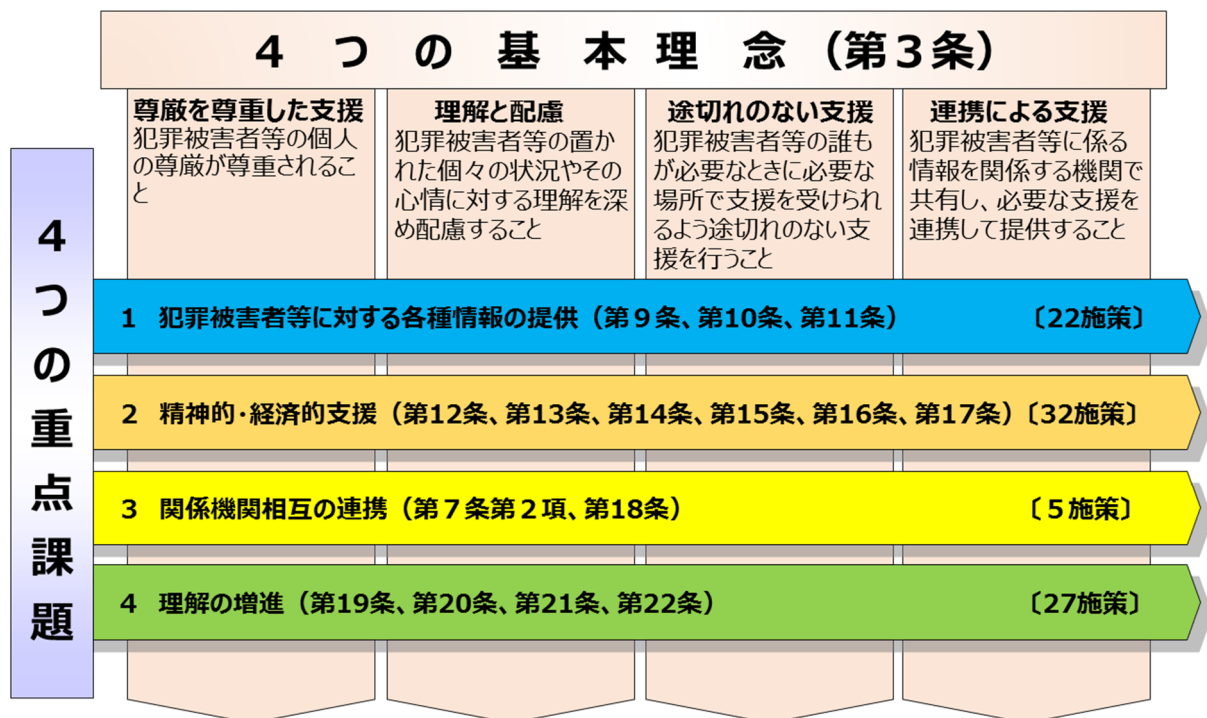 4つの基本理念（第３条）
尊厳を尊重した支援
犯罪被害者等の個人
の尊厳が尊重されるこ
と
理解と配慮
犯罪被害者等の置か
れた個々の状況やその
心情に対する理解を深
め配慮すること
途切れのない支援
犯罪被害者等の誰も
が必要なときに必要な
場所で支援を受けられ
るよう途切れのない支
援を行うこと
連携による支援
犯罪被害者等に係る
情報を関係する機関で
共有し、必要な支援を
連携して提供すること
4つの重点課題
1 犯罪被害者等に対する各種情報の提供（第９条、第10条、第11条） 〔22施策〕
2 精神的･経済的支援（第12条、第13条、第14条、第15条、第16条、第17条）〔32施策〕
3 関係機関相互の連携（第７条第２項、第18条） 〔５施策〕
4 理解の増進（第19条、第20条、第21条、第22条） 〔27施策〕